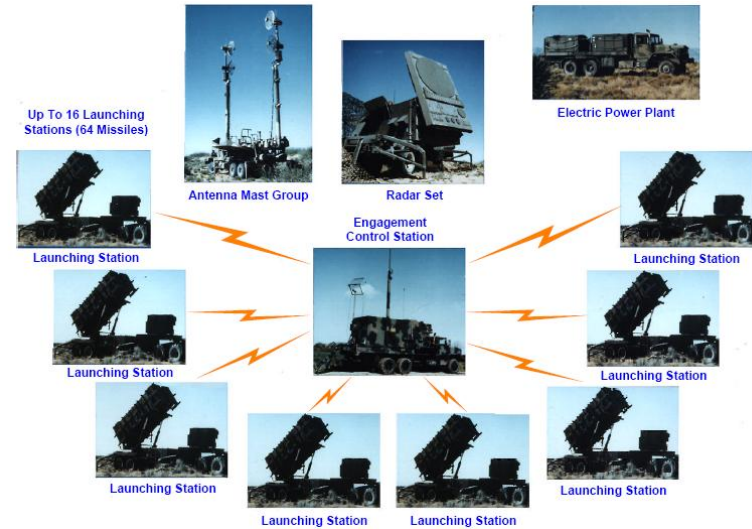 Up To 16 Launching
Stations (64 Missiles)
Antenna Mast Group
Radar Set
Electric Power Plant
Engagement
Control Station
Launching Station
Launching Station
Launching Station
Launching Station
Launching Station
Launching Station
Launching Station
Launching Station